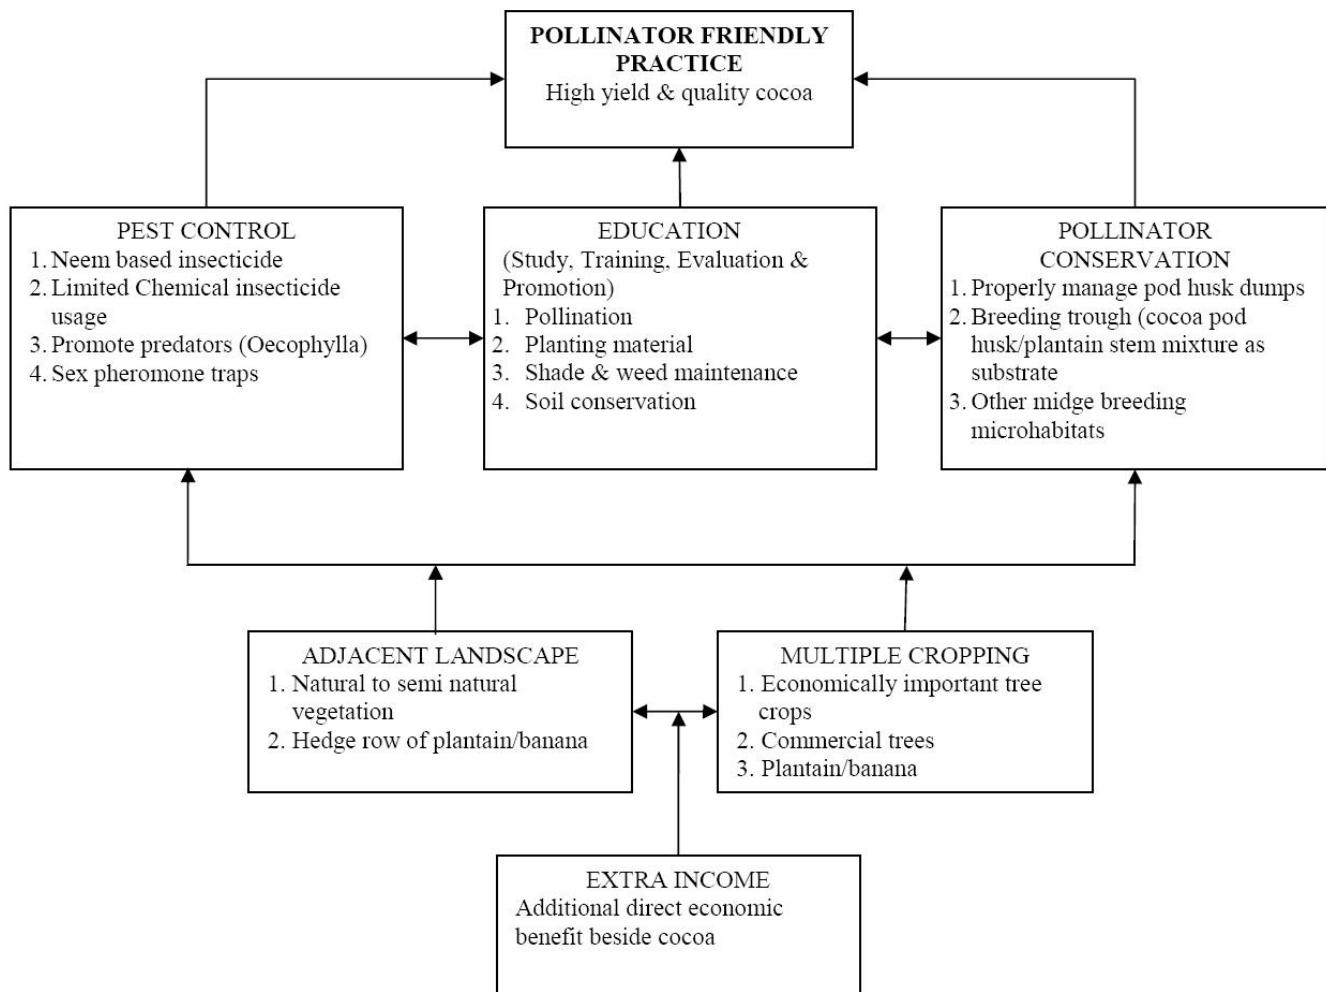 POLLINATOR FRIENDLY
PRACTICE
High yield & quality cocoa
PEST CONTROL
1. Neem based insecticide
2. Limited Chemical insecticide
usage
3. Promote predators (Oecophylla)
4. Sex pheromone traps
EDUCATION
(Study, Training, Evaluation &
Promotion)
1. Pollination
2. Planting material
3. Shade & weed maintenance
4. Soil conservation
POLLINATOR
CONSERVATION
1. Properly manage pod husk dumps
2. Breeding trough (cocoa pod
husk/plantain stem mixture as
substrate
3. Other midge breeding
microhabitats
ADJACENT LANDSCAPE
1. Natural to semi natural
vegetation
2. Hedge row of plantain/banana
MULTIPLE CROPPING
1. Economically important tree
crops
2. Commercial trees
3. Plantain/banana
EXTRA INCOME
Additional direct economic
benefit beside cocoa